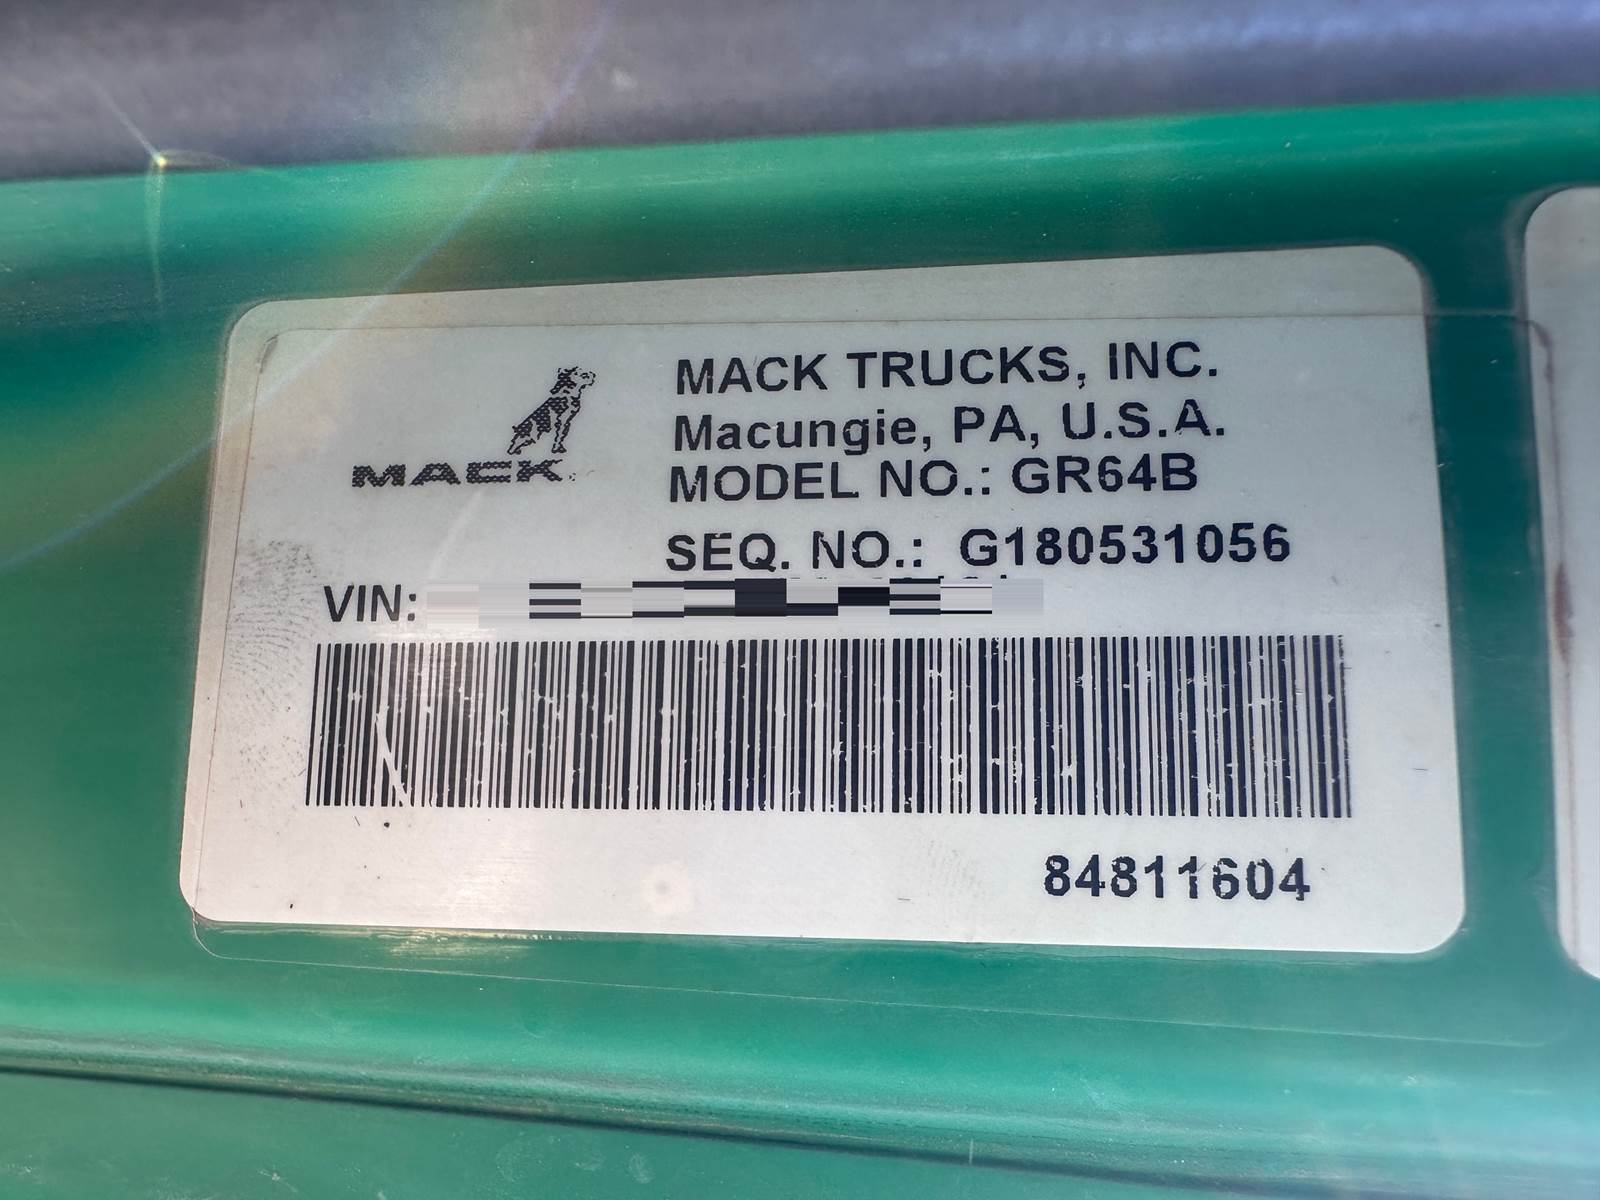 MACK
MACK TRUCKS, INC.
Macungie, PA, U.S.A.
MODEL NO.: GR64B
SEQ. NO.: G180531056
VIN:
84811604